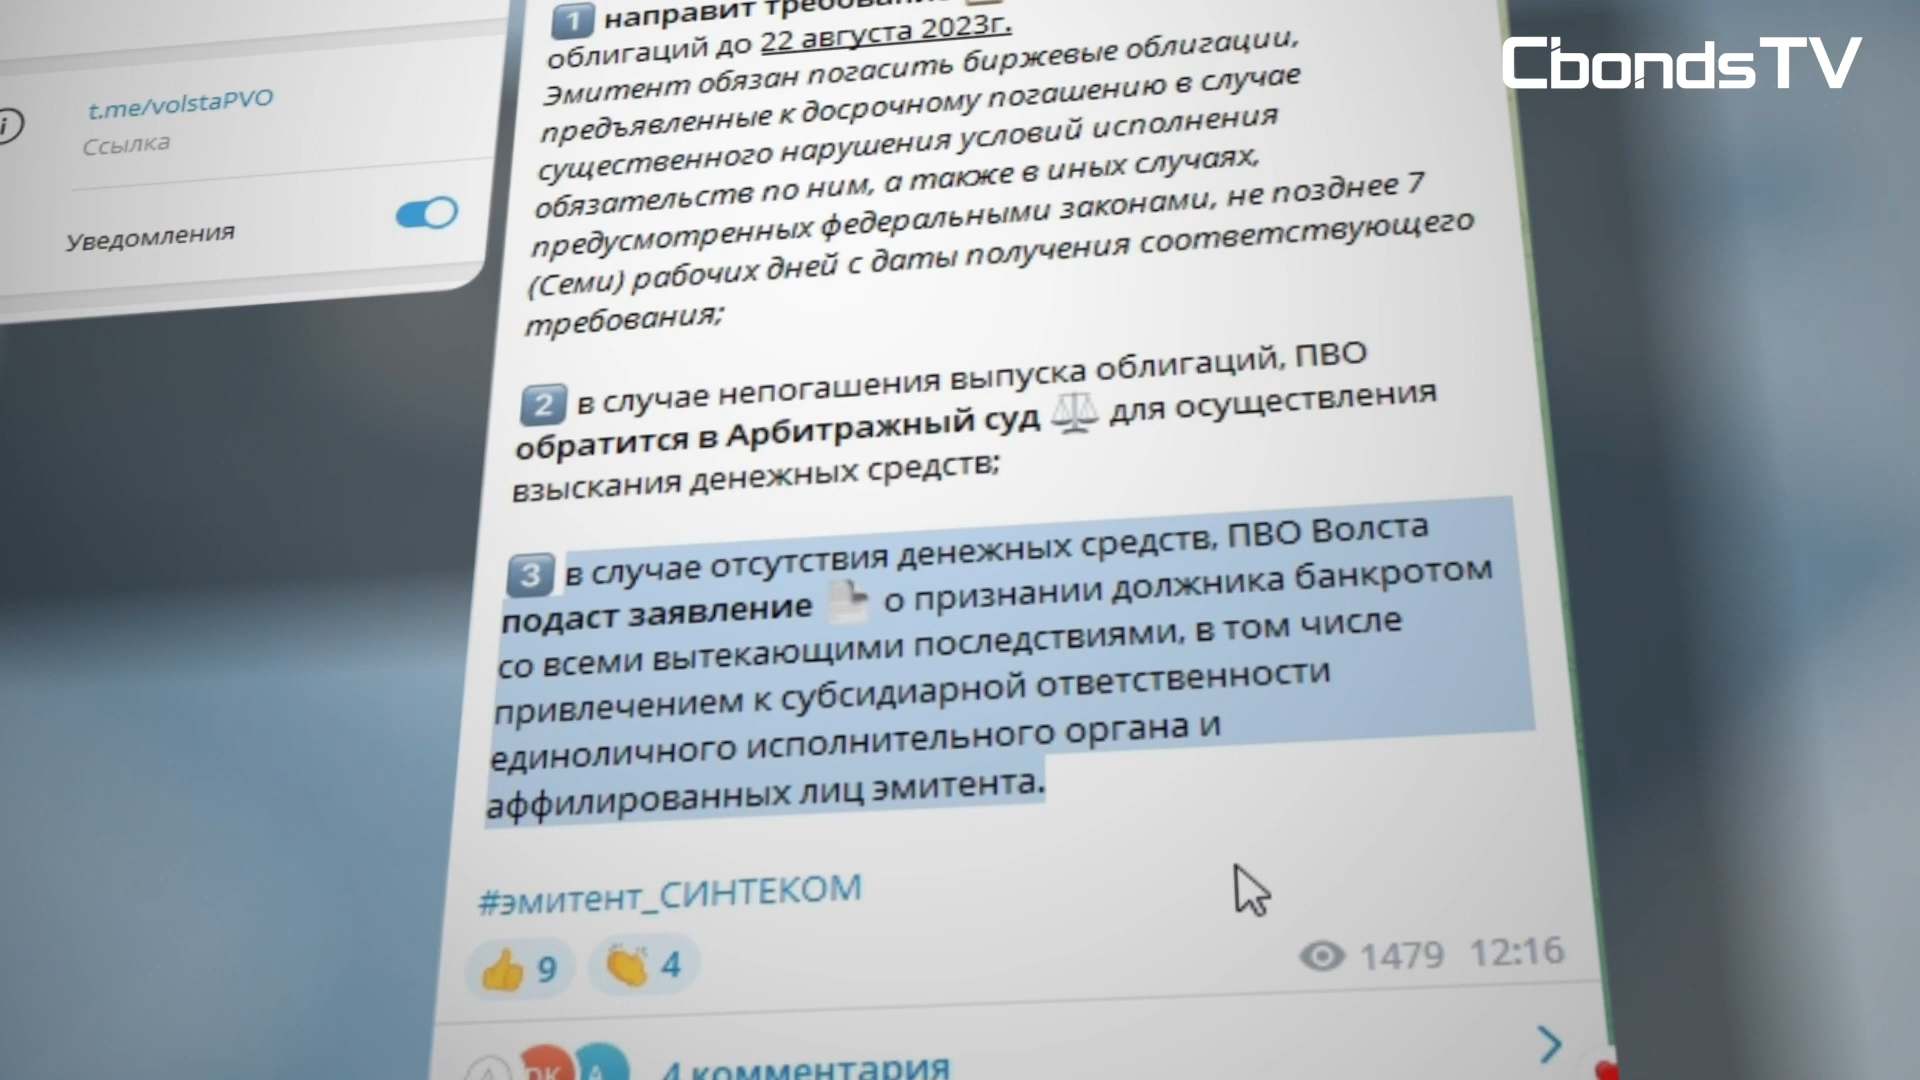 CbondsTV
t.me/volstaPVO
Ссылка
Уведомления
1 направит требование
облигаций до 22 августа 2023г.
Эмитент обязан погасить биржевые облигации,
предъявленные к досрочному погашению в случае
существенного нарушения условий исполнения
обязательств по ним, а также в иных случаях,
предусмотренных федеральными законами, не позднее 7
(Семи) рабочих дней с даты получения соответствующего
требования;
2 в случае непогашения выпуска облигаций, ПВО
обратится в Арбитражный суд для осуществления
взыскания денежных средств;
3 в случае отсутствия денежных средств, ПВО Волста
подаст заявление о признании должника банкротом
со всеми вытекающими последствиями, в том числе
привлечением к субсидиарной ответственности
единоличного исполнительного органа и
аффилированных лиц эмитента.
#эмитент_СИНТЕКОМ
9 4
1479 12:16
4 комментария